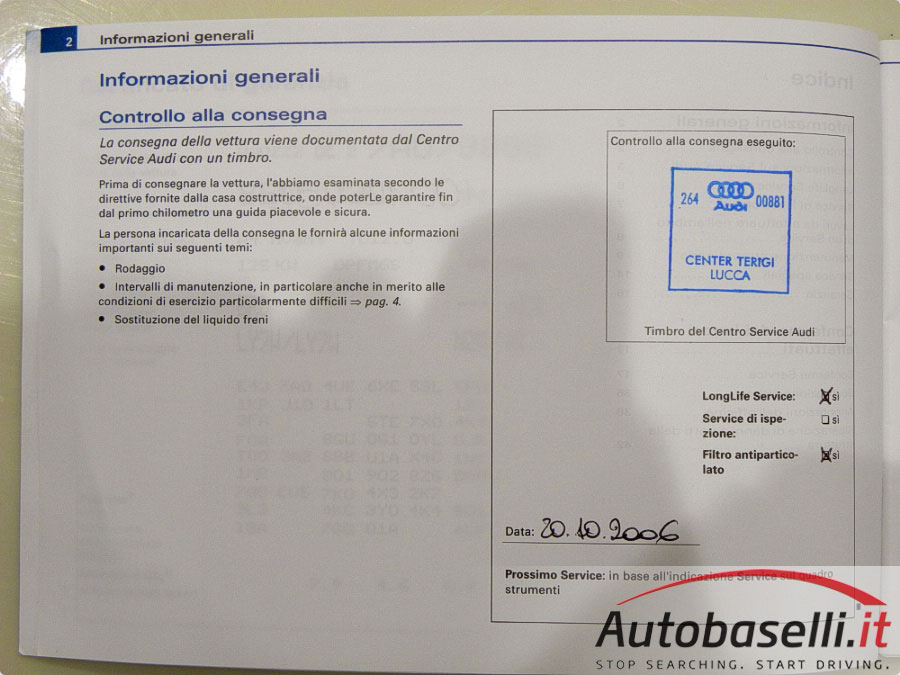 2 Informazioni generali
Informazioni generali
Controllo alla consegna
La consegna della vettura viene documentata dal Centro
Service Audi con un timbro.
Prima di consegnare la vettura, l'abbiamo esaminata secondo le
direttive fornite dalla casa costruttrice, onde poterLe garantire fin
dal primo chilometro una guida piacevole e sicura.
La persona incaricata della consegna le fornirà alcune informazioni
importanti sui seguenti temi:
• Rodaggio
• Intervalli di manutenzione, in particolare anche in merito alle
condizioni di esercizio particolarmente difficili ⇒ pag. 4.
• Sostituzione del liquido freni
Controllo alla consegna eseguito:
264 Audi 00881
CENTER TERIGI
LUCCA
Timbro del Centro Service Audi
LongLife Service: ☒ sì
Service di ispe-
zione: ❑ sì
Filtro antipartico-
lato ☒ sì
Data: 20.10.2006
Prossimo Service: in base all'indicazione Service sul quadro
strumenti
Autobaselli.it
STOP SEARCHING. START DRIVING.